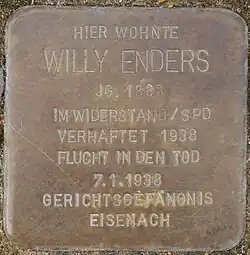 HIER WOHNTE
WILLY ENDERS
JG.
IM WIDERSTAND / SPD
VERHAFTET 1938
FLUCHT IN DEN TOD
7.1.1938
GERICHTSGEFÄNGNIS
EISENACH